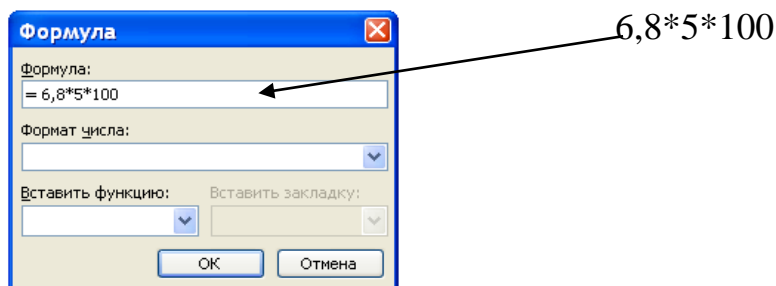 6,8*5*100
Формула
Формула:
= 6,8*5*100
Формат числа:
Вставить функцию: Вставить закладку:
ОК Отмена